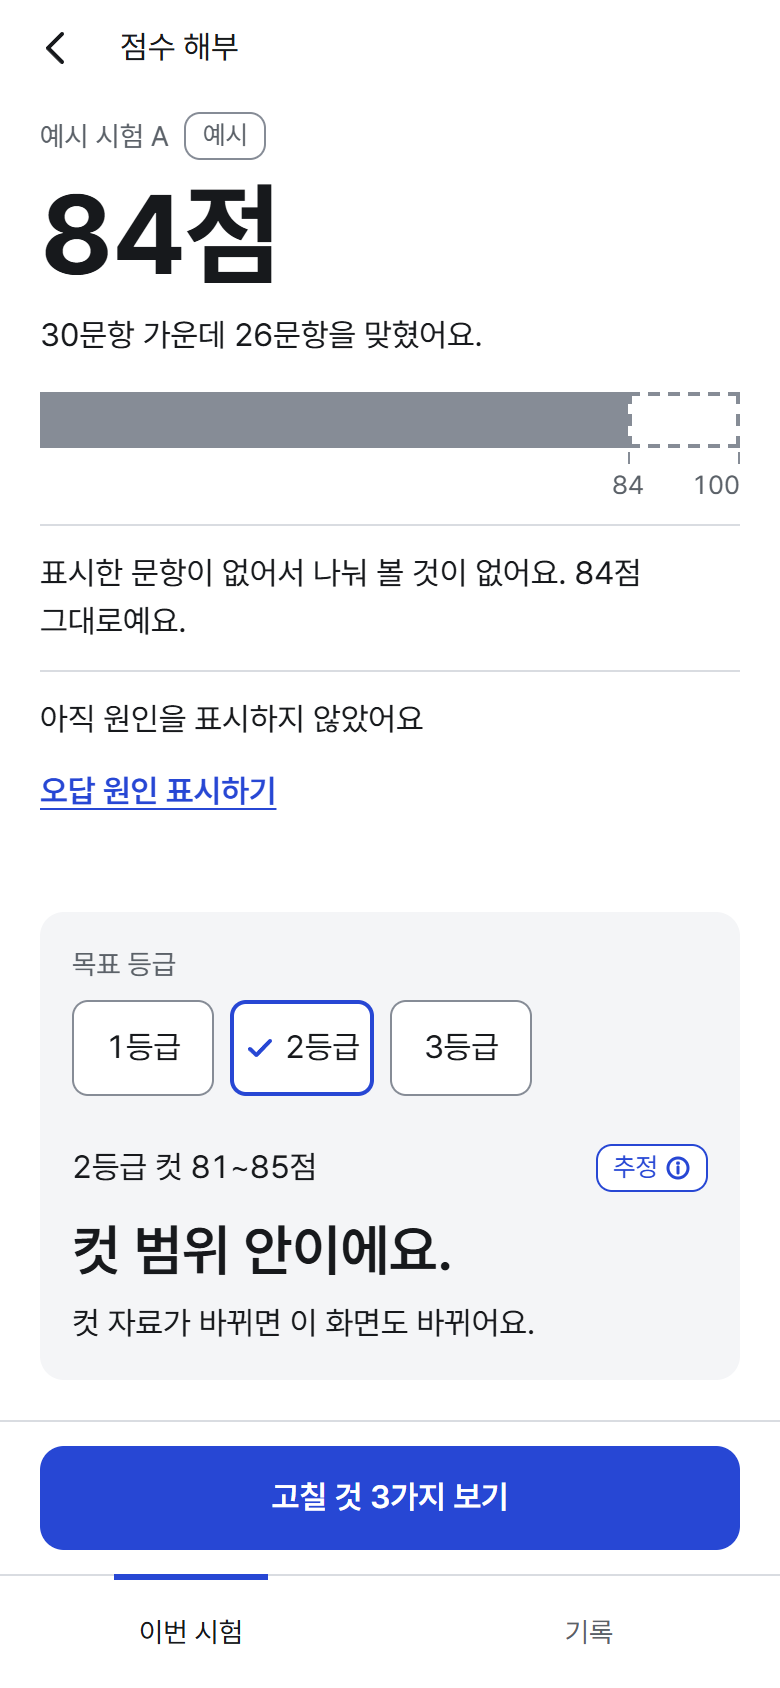 점수 해부
예시 시험 A 예시
84점
30문항 가운데 26문항을 맞혔어요.
84 100
표시한 문항이 없어서 나눠 볼 것이 없어요. 84점
그대로예요.
아직 원인을 표시하지 않았어요
오답 원인 표시하기
목표 등급
1등급 2등급 3등급
2등급 컷 81~85점 추정
컷 범위 안이에요.
컷 자료가 바뀌면 이 화면도 바뀌어요.
고칠 것 3가지 보기
이번 시험 기록